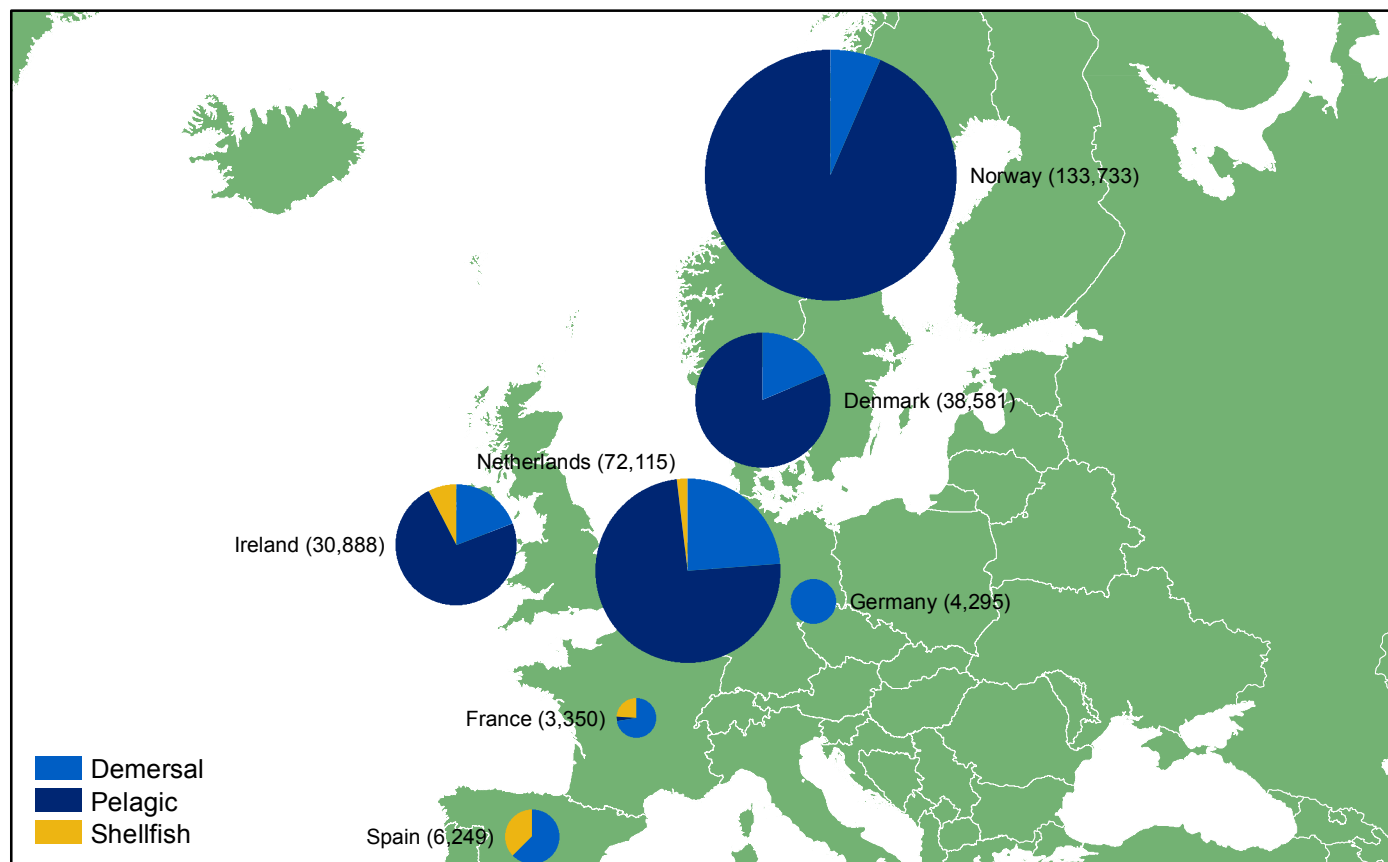 Norway (133,733)
Denmark (38,581)
Netherlands (72,115)
Ireland (30,888)
Germany (4,295)
France (3,350)
Spain (6,249)
Demersal
Pelagic
Shellfish